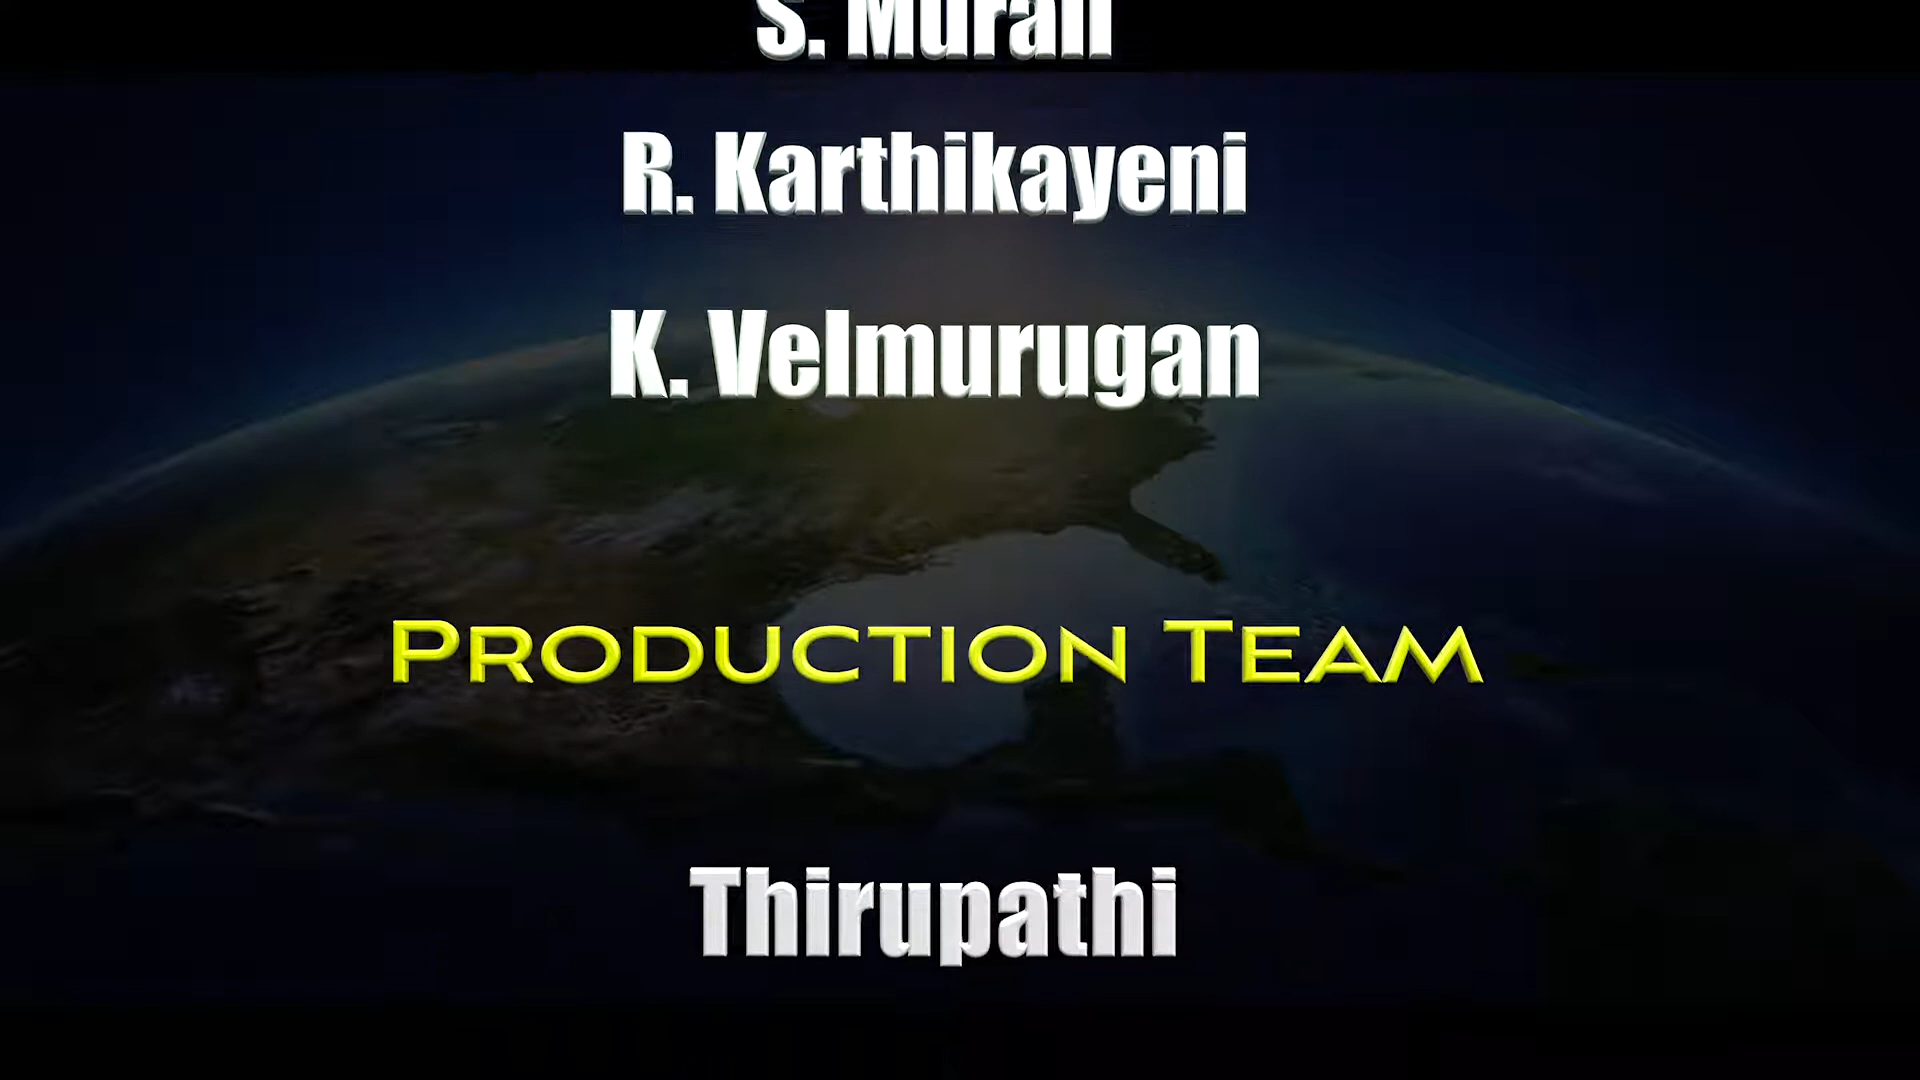 S. Murali
R. Karthikayeni
K. Velmurugan
PRODUCTION TEAM
Thirupathi